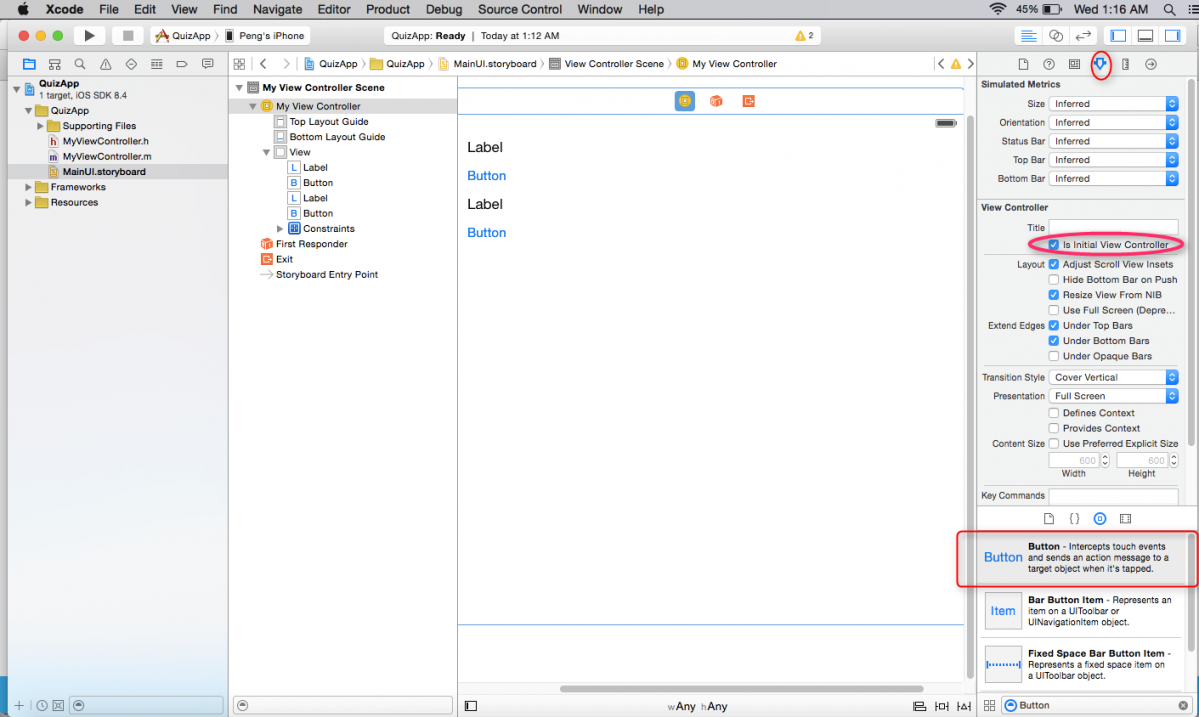 Xcode File Edit View Find Navigate Editor Product Debug Source Control Window Help 45% Wed 1:16 AM
QuizApp Peng's iPhone QuizApp: Ready | Today at 1:12 AM 2
QuizApp QuizApp MainUI.storyboard View Controller Scene My View Controller
QuizApp
1 target, iOS SDK 8.4
QuizApp
Supporting Files
h MyViewController.h
m MyViewController.m
MainUI.storyboard
Frameworks
Resources
My View Controller Scene
My View Controller
Top Layout Guide
Bottom Layout Guide
View
L Label
B Button
L Label
B Button
Constraints
First Responder
Exit
Storyboard Entry Point
Label
Button
Label
Button
wAny hAny
Simulated Metrics
Size Inferred
Orientation Inferred
Status Bar Inferred
Top Bar Inferred
Bottom Bar Inferred
View Controller
Title
Is Initial View Controller
Layout Adjust Scroll View Insets
Hide Bottom Bar on Push
Resize View From NIB
Use Full Screen (Depre...
Extend Edges Under Top Bars
Under Bottom Bars
Under Opaque Bars
Transition Style Cover Vertical
Presentation Full Screen
Defines Context
Provides Context
Content Size Use Preferred Explicit Size
600 600
Width Height
Key Commands
{}
Button Button - Intercepts touch events
and sends an action message to a
target object when it's tapped.
Item Bar Button Item - Represents an
item on a UIToolbar or
UINavigationItem object.
Fixed Space Bar Button Item -
Represents a fixed space item on
a UIToolbar object.
Button